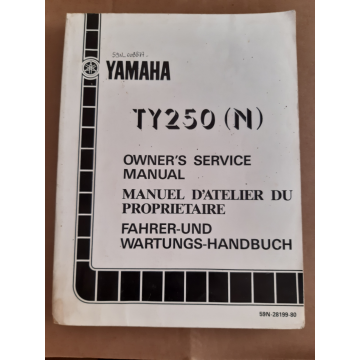 YAMAHA
TY250 (N)
OWNER'S SERVICE
MANUAL
MANUEL D'ATELIER DU
PROPRIETAIRE
FAHRER-UND
WARTUNGS-HANDBUCH
59N-28199-80